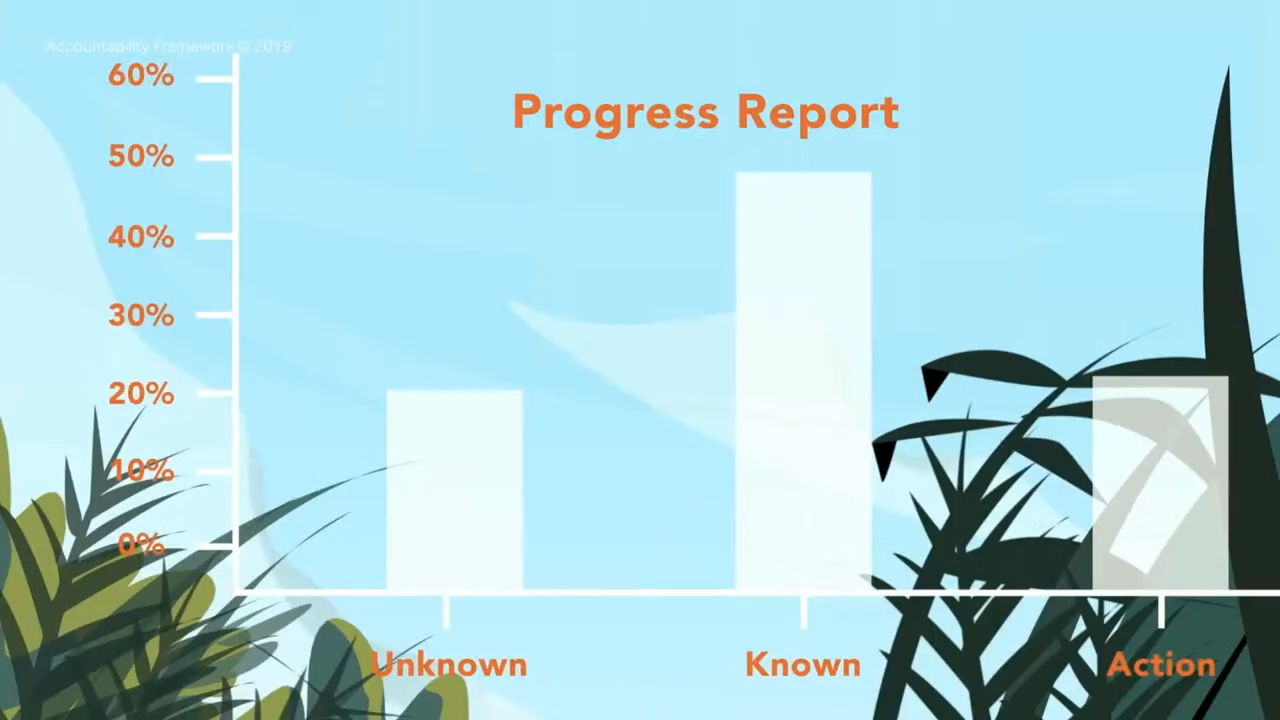 Accountability Framework © 2019
60%
Progress Report
50%
40%
30%
20%
10%
0%
Unknown Known Action